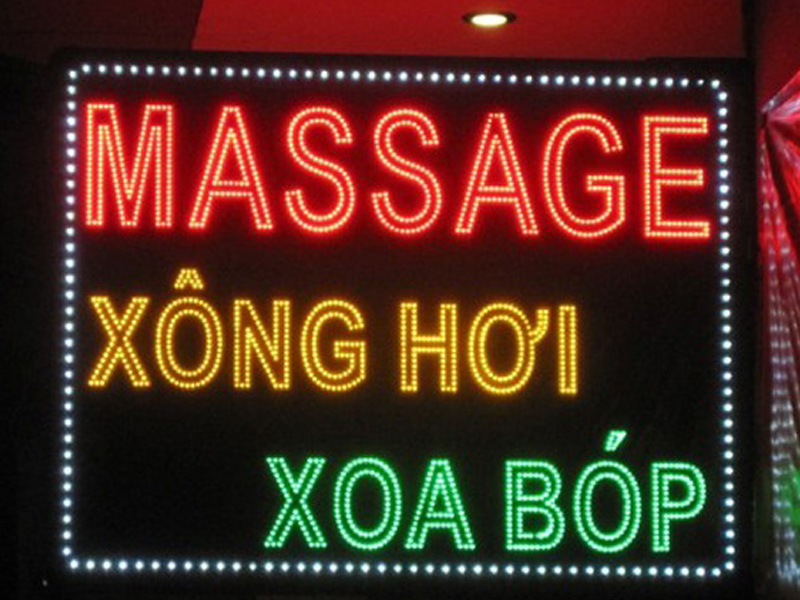 MASSAGE
XÔNG HƠI
XOA BÓP